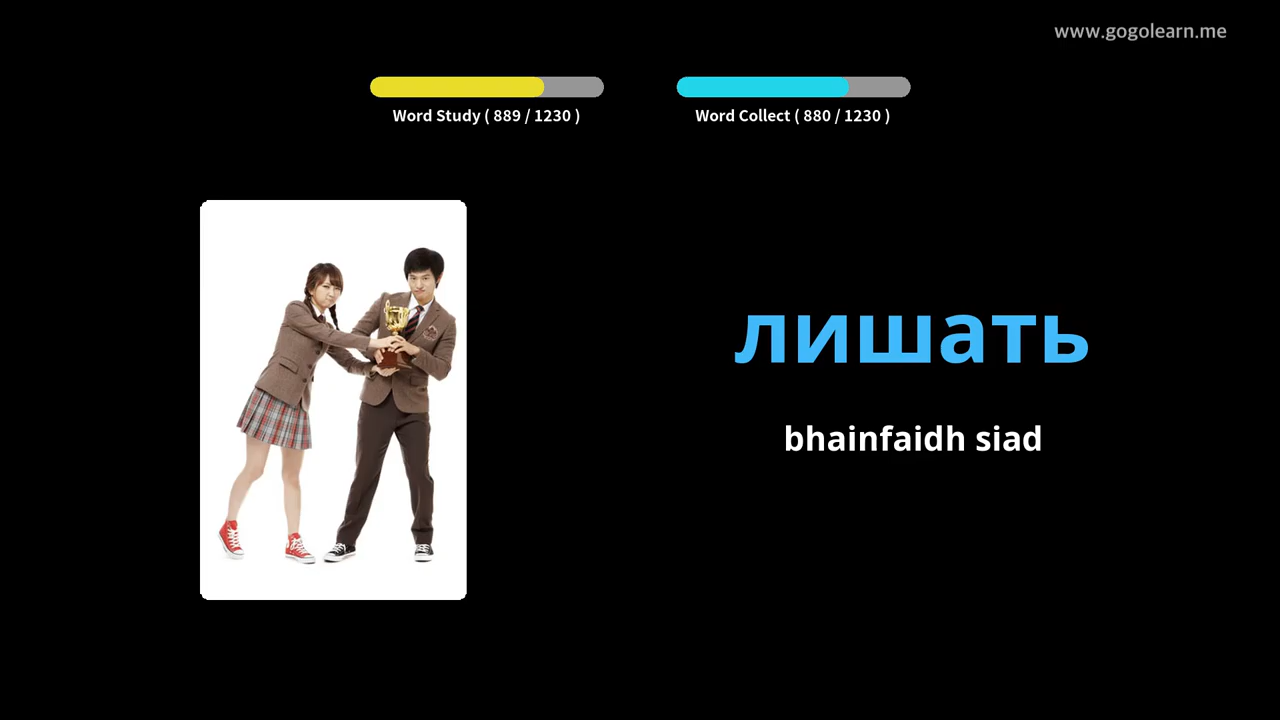 www.gogolearn.me
Word Study ( 889 / 1230 )
Word Collect ( 880 / 1230 )
лишать
bhainfaidh siad